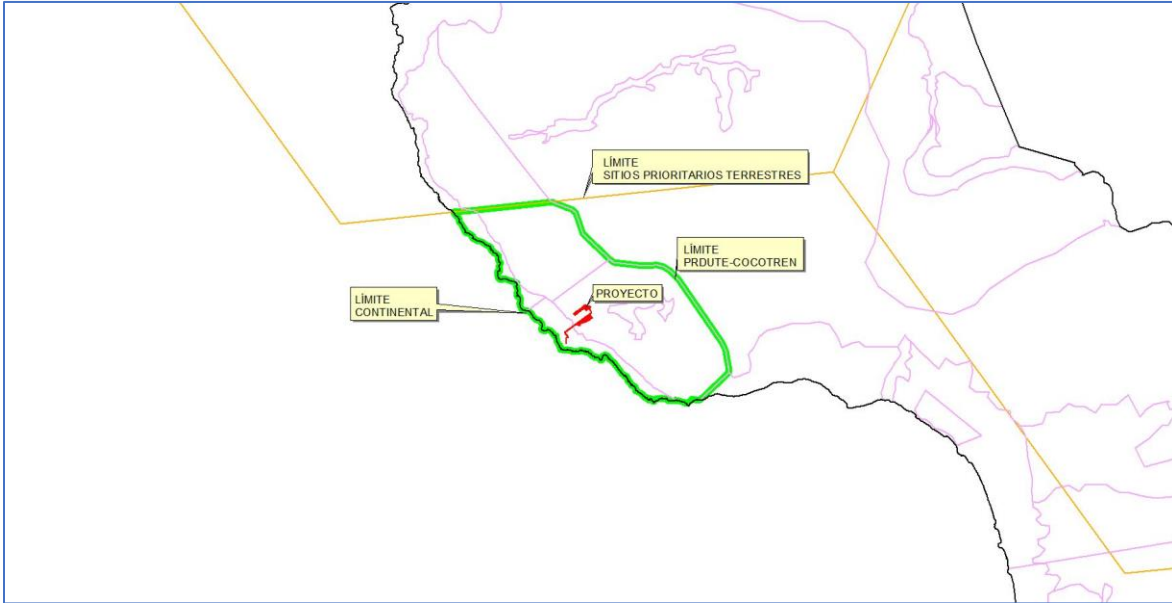 LÍMITE
SITIOS PRIORITARIOS TERRESTRES
LÍMITE
PRDUTE-COCOTREN
PROYECTO
LÍMITE
CONTINENTAL